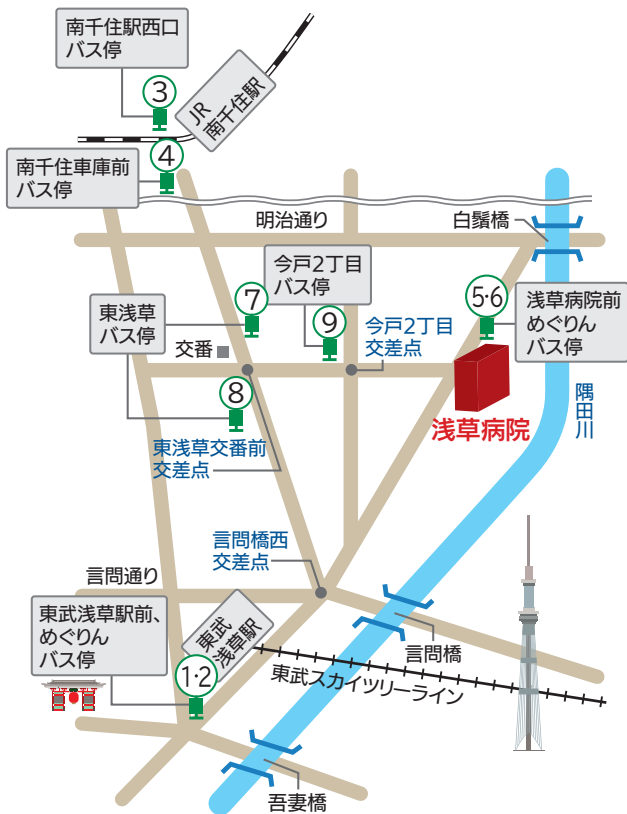 南千住駅西口
バス停
③
JR
南千住駅
④
南千住車庫前
バス停
明治通り
白鬚橋
今戸2丁目
バス停
⑦
⑨
5・6
浅草病院前
めぐりん
バス停
東浅草
バス停
今戸2丁目
交差点
交番
⑧
浅草病院
隅田川
東浅草交番前
交差点
言問橋西
交差点
言問通り
東武浅草駅前、
めぐりん
バス停
東武
浅草駅
1・2
言問橋
東武スカイツリーライン
吾妻橋